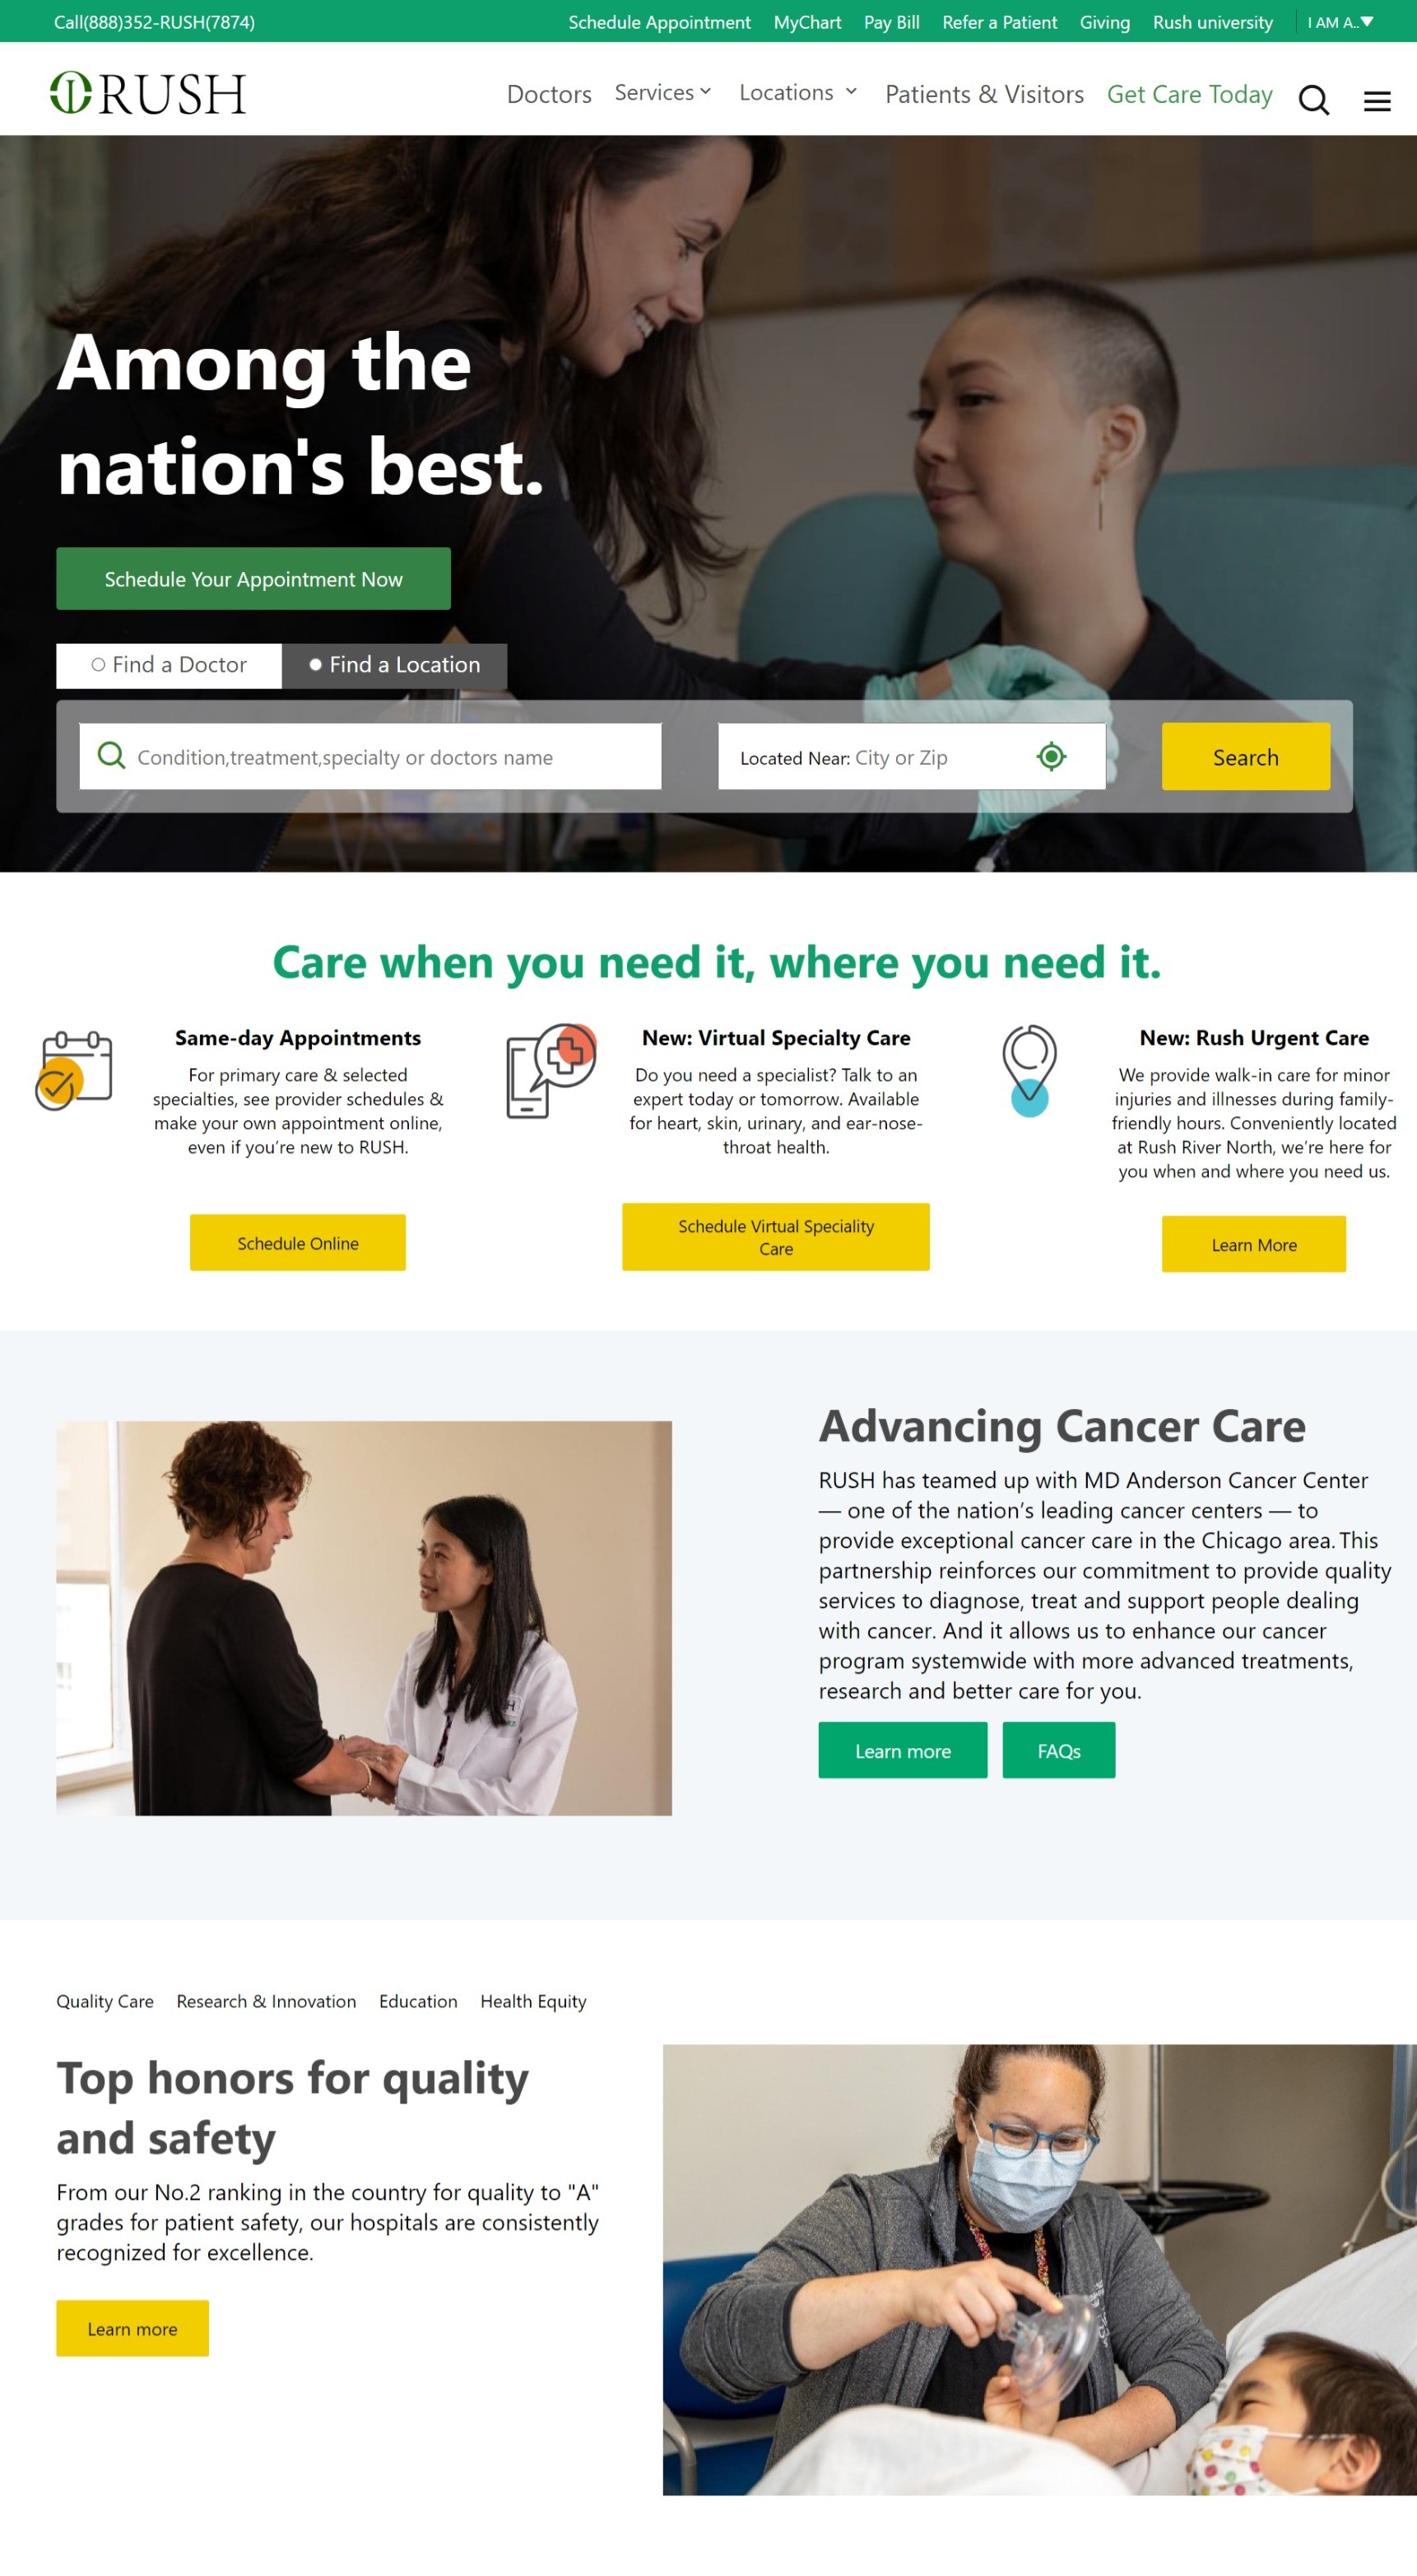 Call(888)352-RUSH(7874)
Schedule Appointment MyChart Pay Bill Refer a Patient Giving Rush university I AM A..
RUSH
Doctors Services Locations Patients & Visitors Get Care Today
Among the
nation's best.
Schedule Your Appointment Now
Find a Doctor Find a Location
Condition,treatment,specialty or doctors name
Located Near: City or Zip
Search
Care when you need it, where you need it.
Same-day Appointments
For primary care & selected
specialties, see provider schedules &
make your own appointment online,
even if you're new to RUSH.
Schedule Online
New: Virtual Specialty Care
Do you need a specialist? Talk to an
expert today or tomorrow. Available
for heart, skin, urinary, and ear-nose-
throat health.
Schedule Virtual Speciality
Care
New: Rush Urgent Care
We provide walk-in care for minor
injuries and illnesses during family-
friendly hours. Conveniently located
at Rush River North, we're here for
you when and where you need us.
Learn More
Advancing Cancer Care
RUSH has teamed up with MD Anderson Cancer Center
— one of the nation's leading cancer centers — to
provide exceptional cancer care in the Chicago area. This
partnership reinforces our commitment to provide quality
services to diagnose, treat and support people dealing
with cancer. And it allows us to enhance our cancer
program systemwide with more advanced treatments,
research and better care for you.
Learn more
FAQs
Quality Care Research & Innovation Education Health Equity
Top honors for quality
and safety
From our No.2 ranking in the country for quality to "A"
grades for patient safety, our hospitals are consistently
recognized for excellence.
Learn more